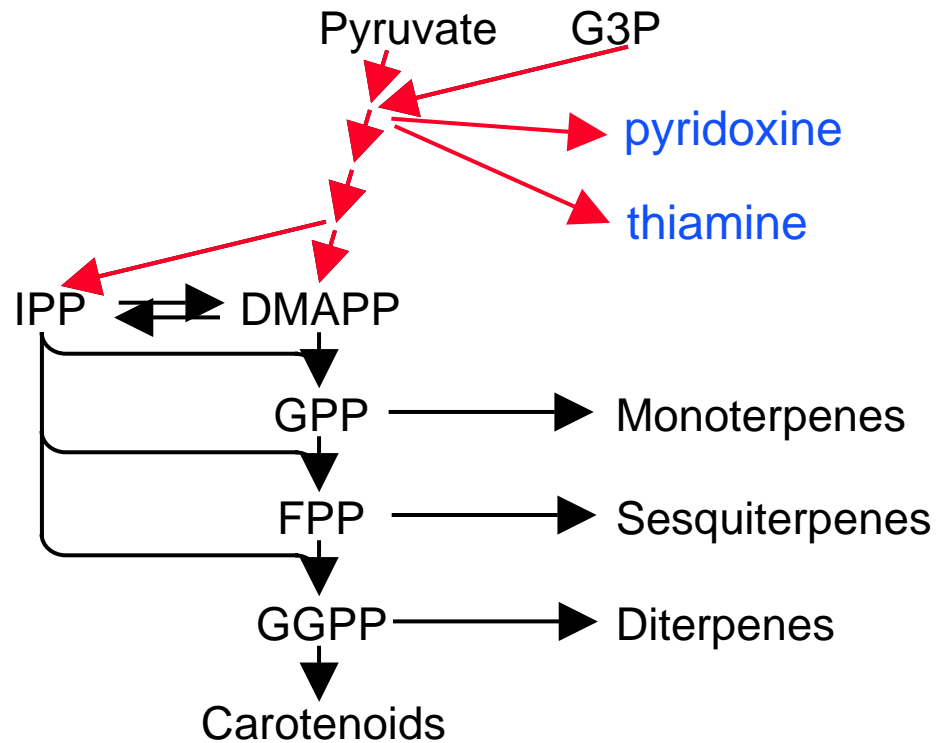 Pyruvate G3P
pyridoxine
thiamine
IPP DMAPP
GPP Monoterpenes
FPP Sesquiterpenes
GGPP Diterpenes
Carotenoids